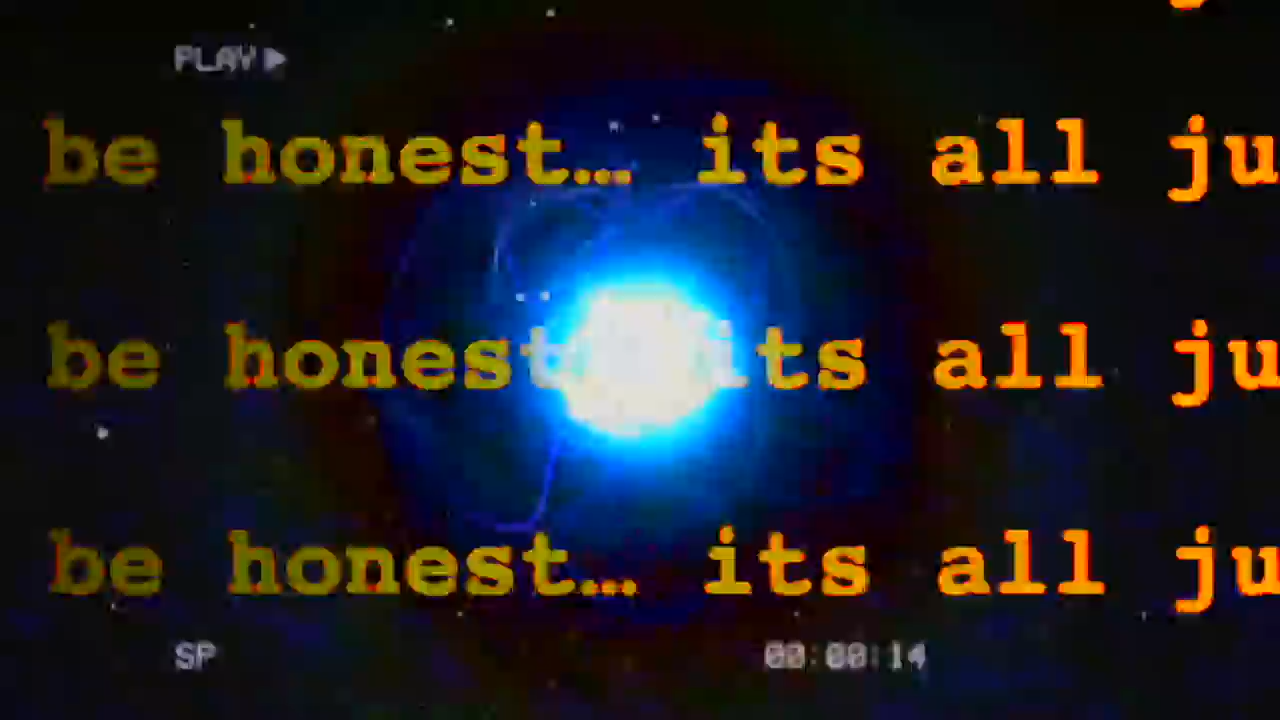 PLAY
be honest... its all ju
be honest its all ju
be honest... its all ju
SP 00:00:14